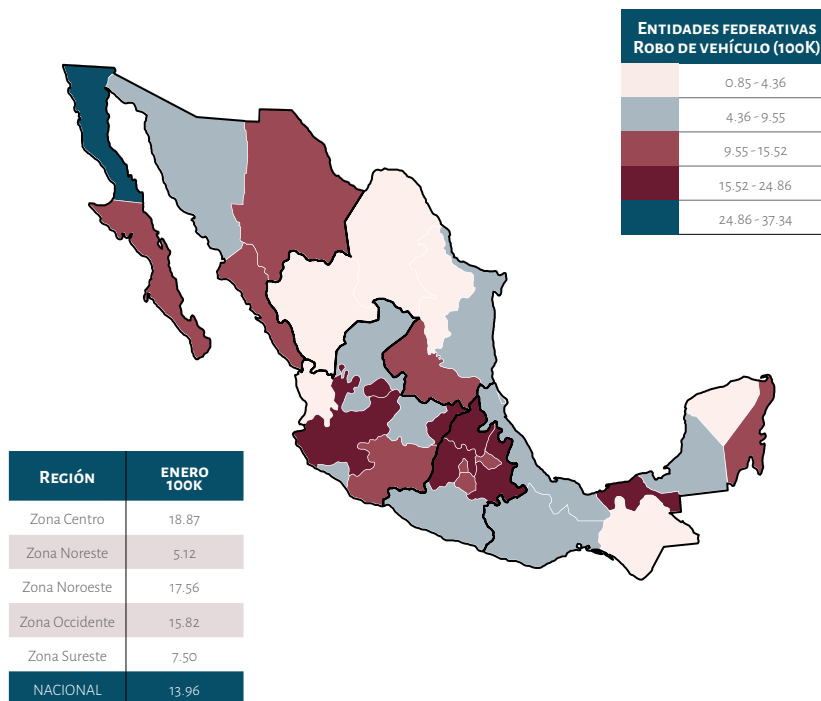 ENTIDADES FEDERATIVAS
ROBO DE VEHÍCULO (100K)
0.85 - 4.36
4.36 - 9.55
9.55 - 15.52
15.52 - 24.86
24.86 - 37.34
REGIÓN ENERO 100K
Zona Centro 18.87
Zona Noreste 5.12
Zona Noroeste 17.56
Zona Occidente 15.82
Zona Sureste 7.50
NACIONAL 13.96